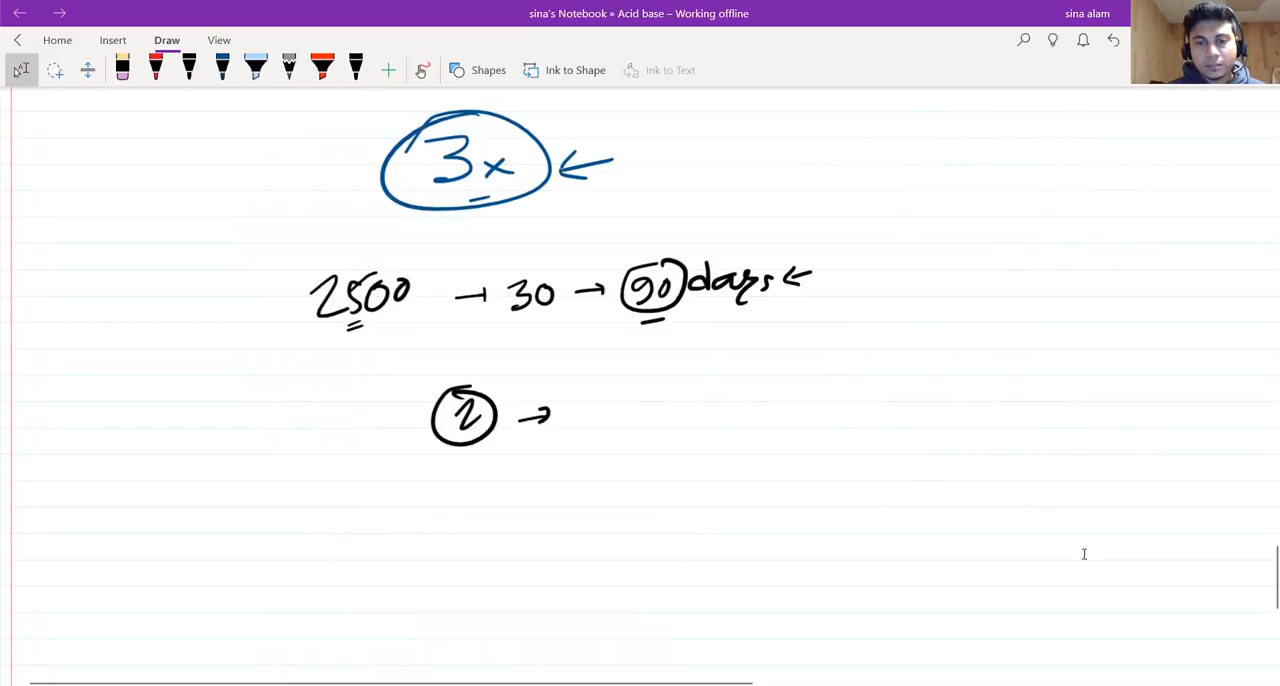 sina's Notebook » Acid base – Working offline
sina alam
Home Insert Draw View
Shapes Ink to Shape Ink to Text
3x ←
2500 → 30 → 90 days ←
2 →